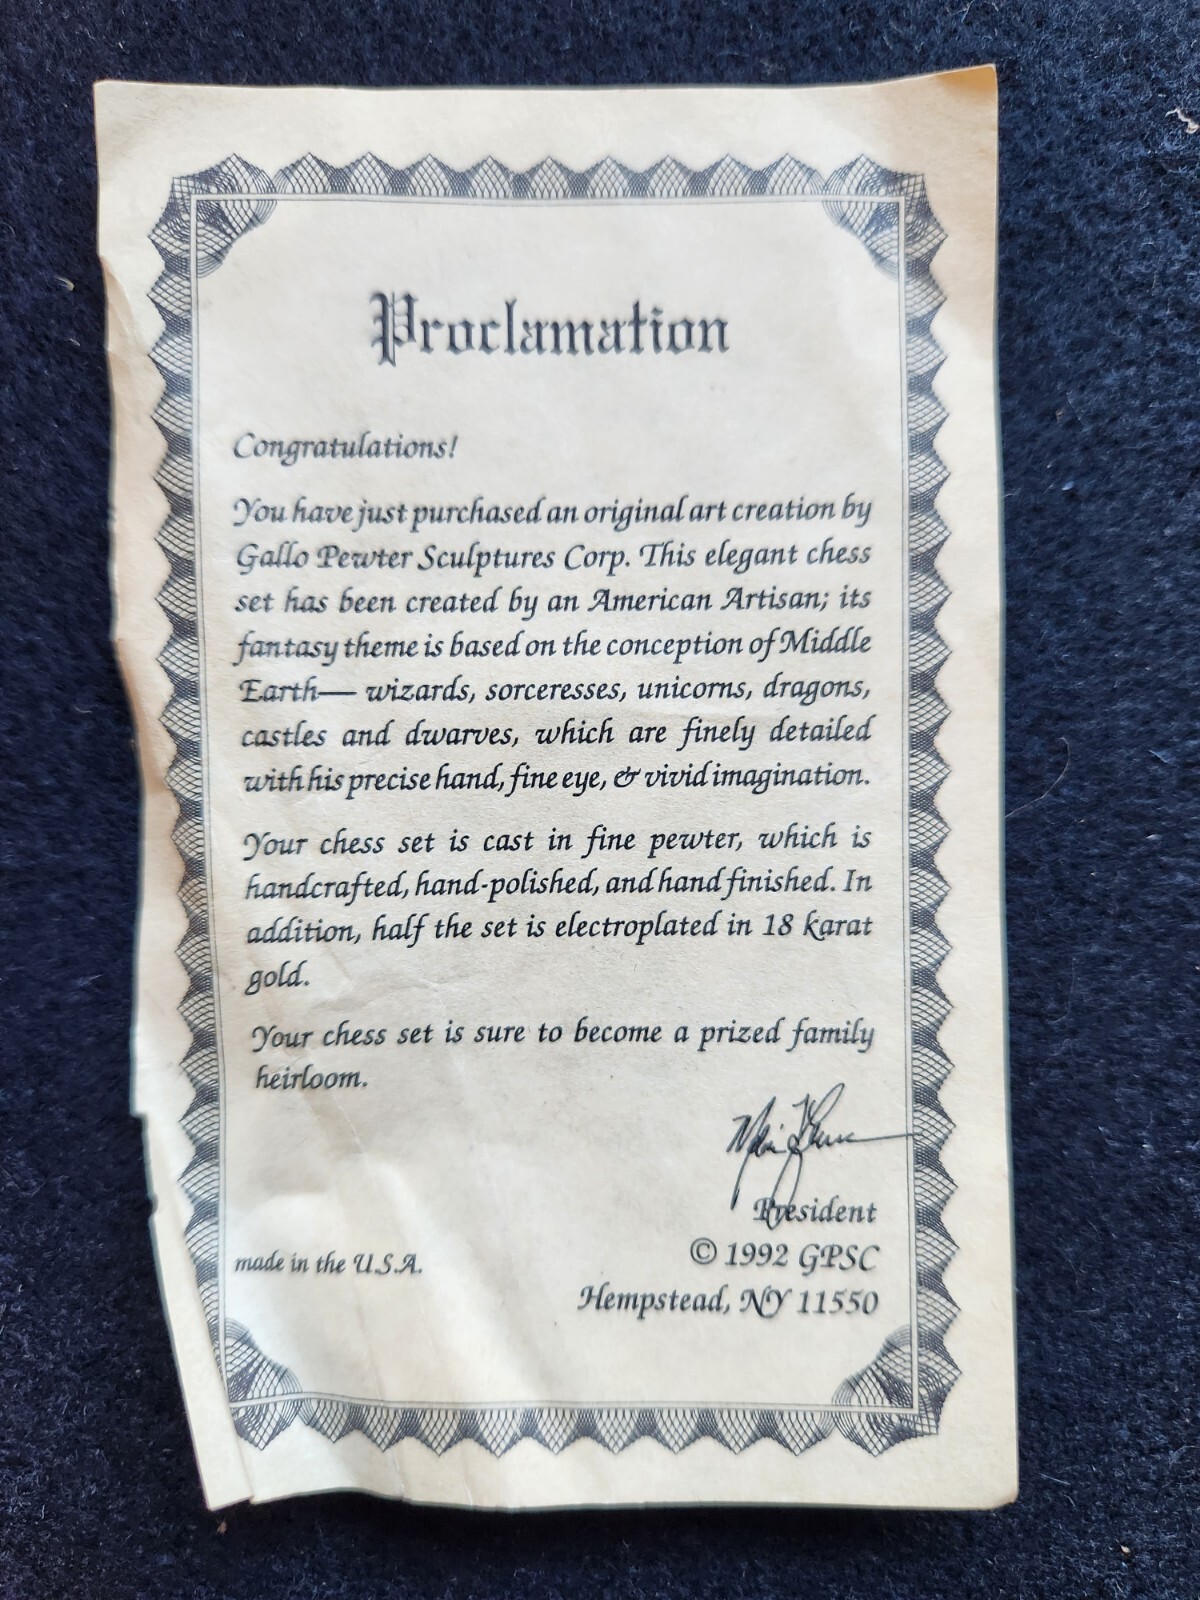 Proclamation
Congratulations!
You have just purchased an original art creation by
Gallo Pewter Sculptures Corp. This elegant chess
set has been created by an American Artisan; its
fantasy theme is based on the conception of Middle
Earth— wizards, sorceresses, unicorns, dragons,
castles and dwarves, which are finely detailed
with his precise hand, fine eye, & vivid imagination.
Your chess set is cast in fine pewter, which is
handcrafted, hand-polished, and hand finished. In
addition, half the set is electroplated in 18 karat
gold.
Your chess set is sure to become a prized family
heirloom.
President
© 1992 GPSC
made in the U.S.A.
Hempstead, NY 11550